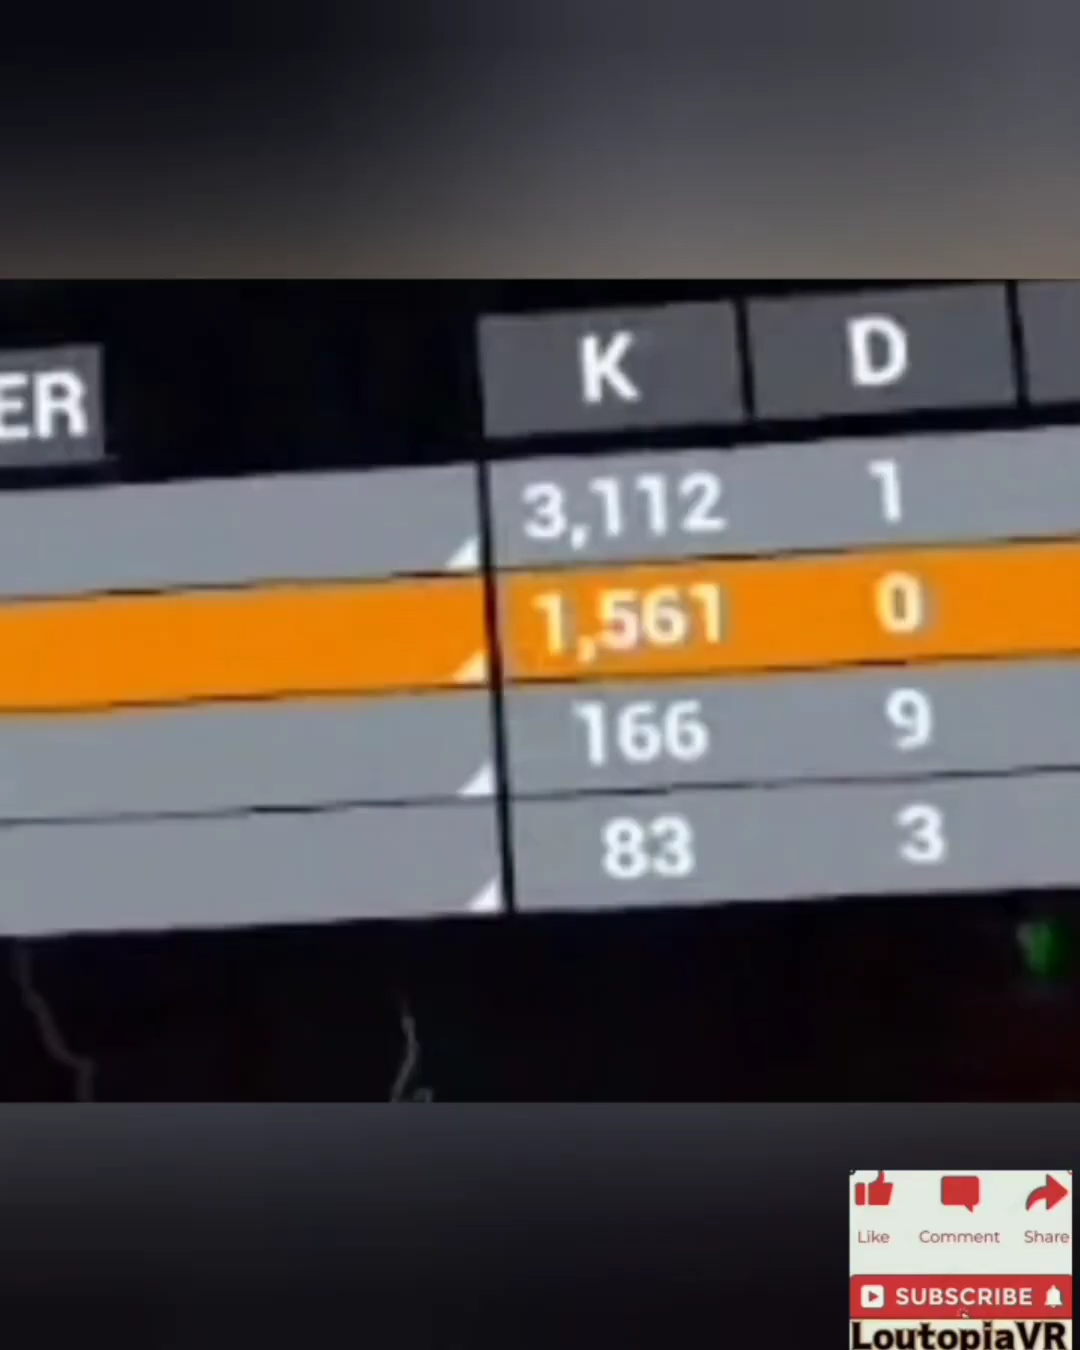 ER K D
3,112 1
1,561 0
166 9
83 3
Like Comment Share
SUBSCRIBE
LoutopiaVR